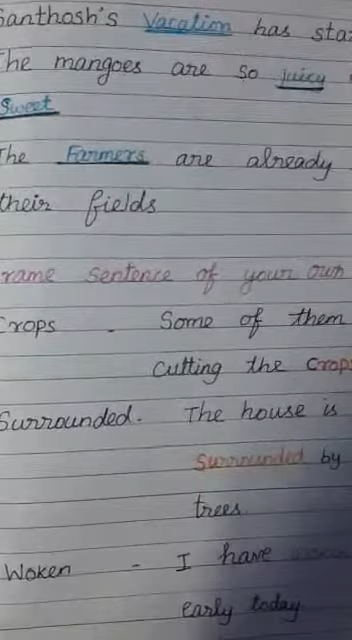 Santhosh's Vacation has
The mangoes are so juicy
Sweet
The Farmers are already
their fields
Frame sentence of your own
Crops - Some of them
Cutting the Crops
Surrounded. The house is
Surrounded by
trees
Woken - I have
early today